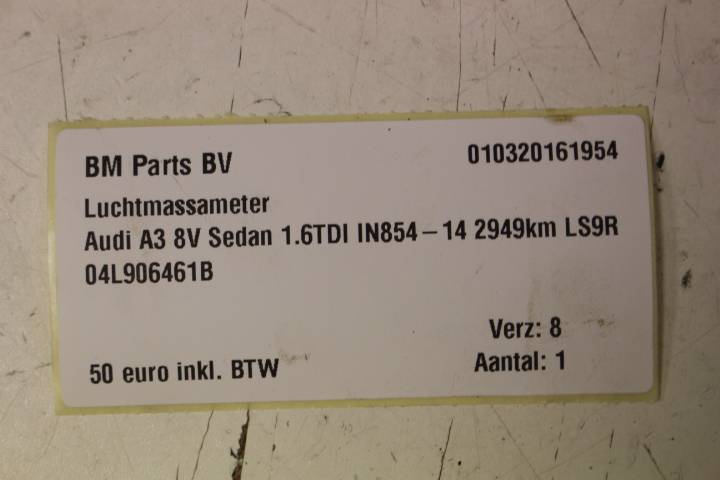 BM Parts BV 010320161954
Luchtmassameter
Audi A3 8V Sedan 1.6TDI IN854-14 2949km LS9R
04L906461B
Verz: 8
50 euro inkl. BTW Aantal: 1